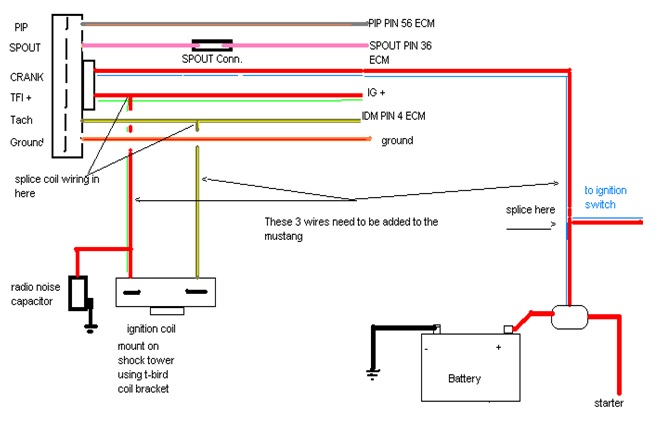 PIP
PIP PIN 56 ECM
SPOUT
SPOUT PIN 36
ECM
SPOUT Conn.
CRANK
TFI +
IG +
Tach
IDM PIN 4 ECM
Ground
ground
splice coil wiring in
here
These 3 wires need to be added to the
mustang
to ignition
switch
splice here
radio noise
capacitor
ignition coil
mount on
shock tower
using t-bird
coil bracket
-
+
Battery
starter